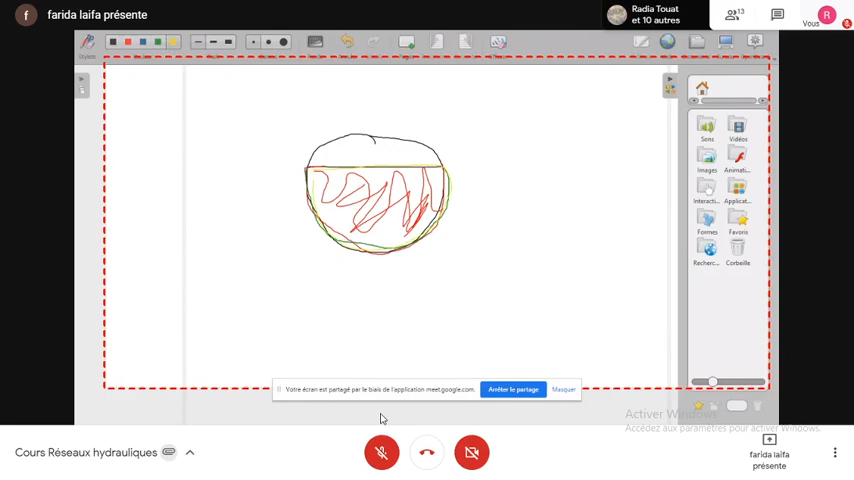 f farida laifa présente
Radia Touat
et 10 autres
13
R
Vous
Sons
Vidéos
Images
Animati...
Interacti...
Applicat...
Formes
Favoris
Recherc...
Corbeille
Votre écran est partagé par le biais de l'application meet.google.com.
Arrêter le partage
Masquer
Activer Windows
Accédez aux paramètres pour activer Windows.
Cours Réseaux hydrauliques
farida laifa
présente